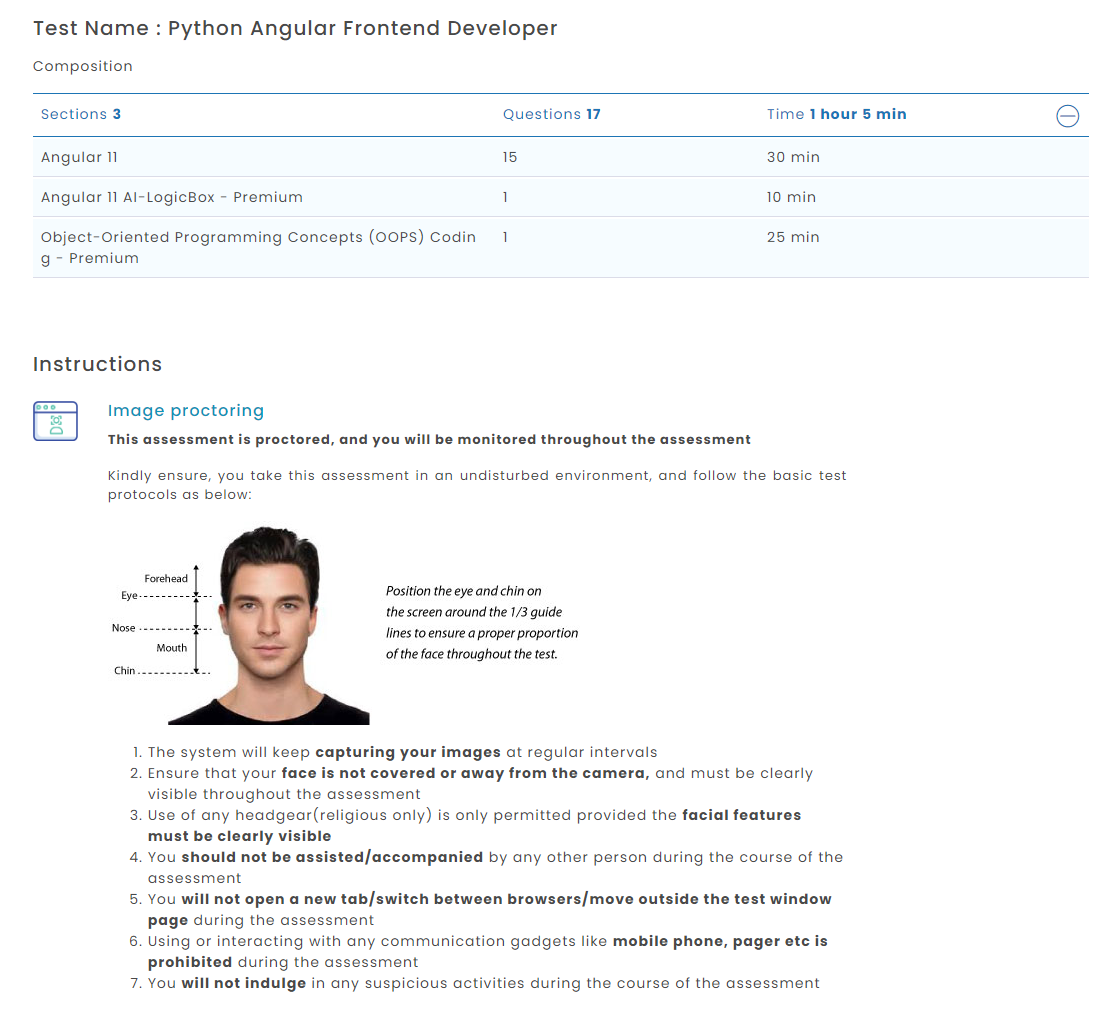 Test Name : Python Angular Frontend Developer
Composition
Sections 3 Questions 17 Time 1 hour 5 min
Angular 11 15 30 min
Angular 11 AI-LogicBox - Premium 1 10 min
Object-Oriented Programming Concepts (OOPS) Codin 1 25 min
g - Premium
Instructions
Image proctoring
This assessment is proctored, and you will be monitored throughout the assessment
Kindly ensure, you take this assessment in an undisturbed environment, and follow the basic test
protocols as below:
Forehead
Eye
Nose
Mouth
Chin
Position the eye and chin on
the screen around the 1/3 guide
lines to ensure a proper proportion
of the face throughout the test.
1. The system will keep capturing your images at regular intervals
2. Ensure that your face is not covered or away from the camera, and must be clearly
visible throughout the assessment
3. Use of any headgear(religious only) is only permitted provided the facial features
must be clearly visible
4. You should not be assisted/accompanied by any other person during the course of the
assessment
5. You will not open a new tab/switch between browsers/move outside the test window
page during the assessment
6. Using or interacting with any communication gadgets like mobile phone, pager etc is
prohibited during the assessment
7. You will not indulge in any suspicious activities during the course of the assessment